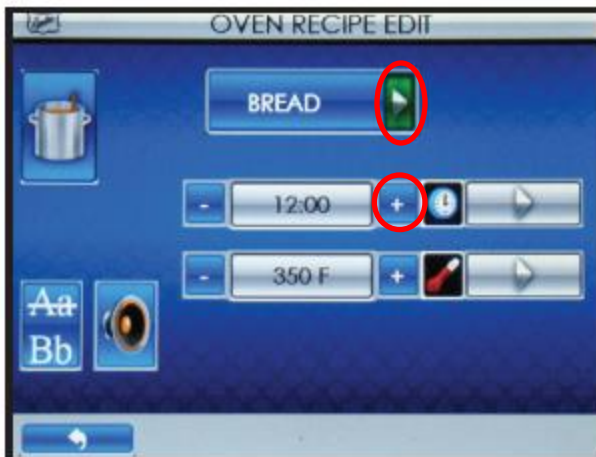 OVEN RECIPE EDIT
BREAD
- 12:00 +
- 350 F +
Aa
Bb